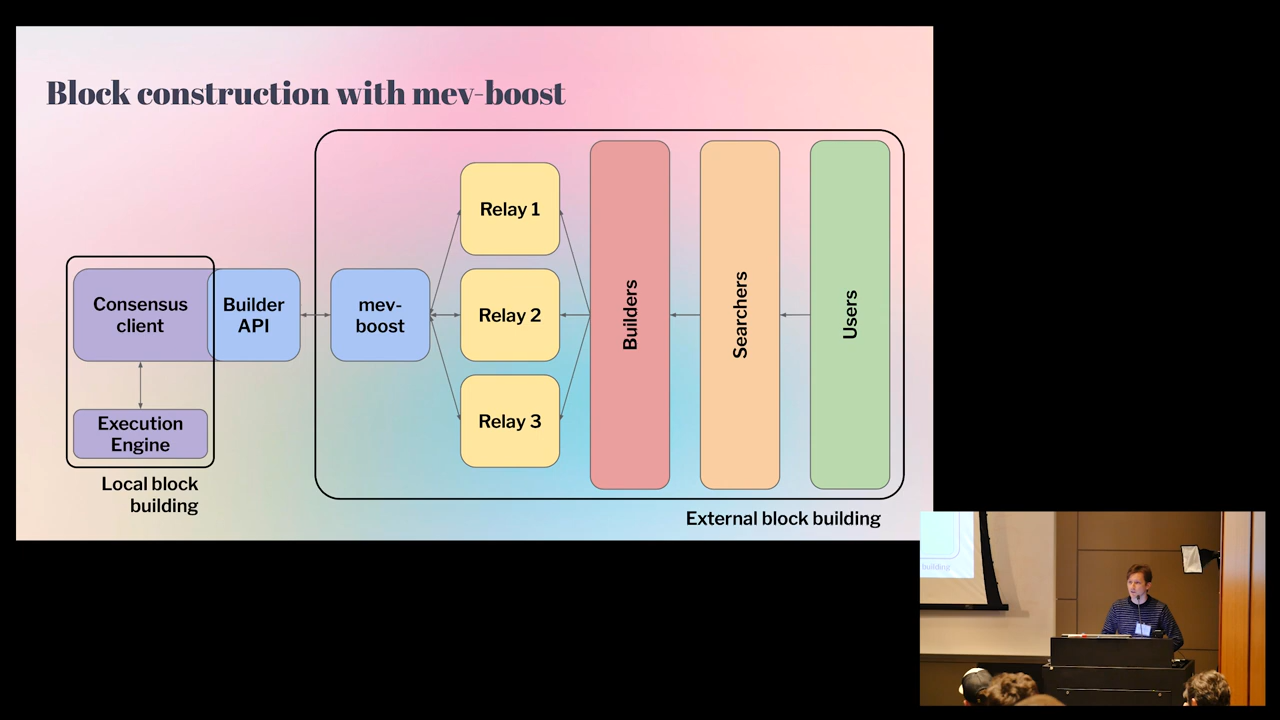 Block construction with mev-boost
Consensus
client
Builder
API
Execution
Engine
Local block
building
mev-
boost
Relay 1
Relay 2
Relay 3
Builders
Searchers
Users
External block building
building